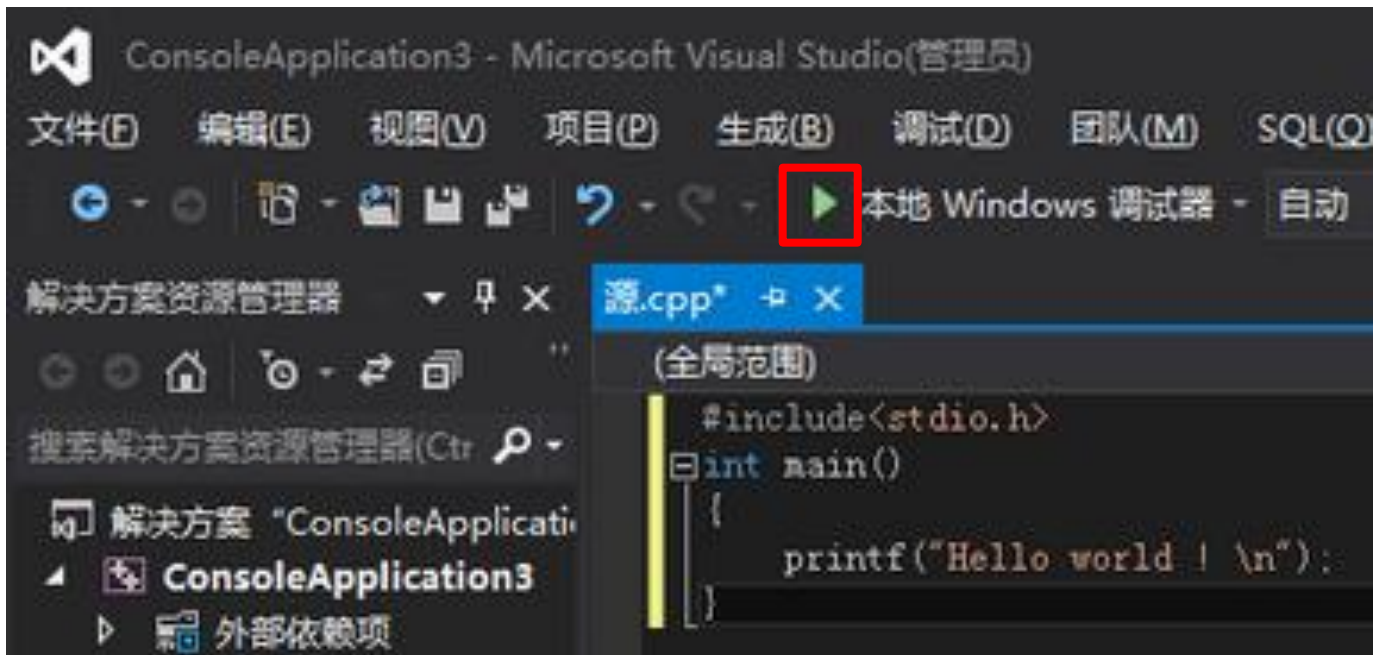 ConsoleApplication3 - Microsoft Visual Studio(管理员)
文件(F) 编辑(E) 视图(V) 项目(P) 生成(B) 调试(D) 团队(M) SQL(Q)
本地 Windows 调试器 自动
解决方案资源管理器
源.cpp*
(全局范围)
搜索解决方案资源管理器(Ctr
解决方案 "ConsoleApplicati
ConsoleApplication3
外部依赖项
#include<stdio.h>
int main()
{
printf("Hello world ! \n");
}